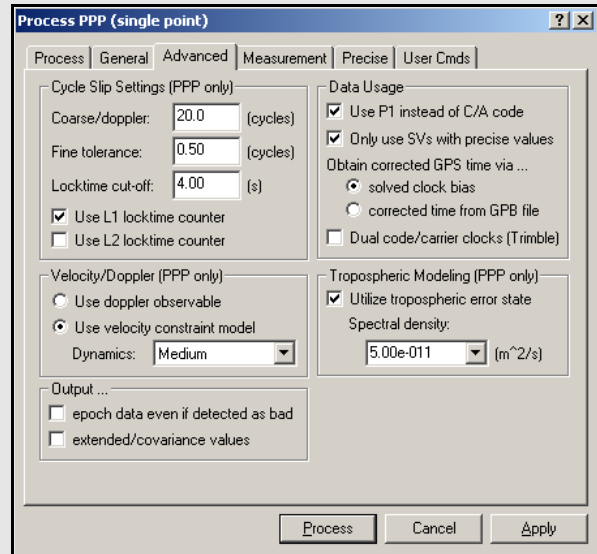 Process PPP (single point)
Process General Advanced Measurement Precise User Cmds
Cycle Slip Settings (PPP only)
Coarse/doppler: 20.0 (cycles)
Fine tolerance: 0.50 (cycles)
Locktime cut-off: 4.00 (s)
Use L1 locktime counter
Use L2 locktime counter
Data Usage
Use P1 instead of C/A code
Only use SVs with precise values
Obtain corrected GPS time via ...
solved clock bias
corrected time from GPB file
Dual code/carrier clocks (Trimble)
Velocity/Doppler (PPP only)
Use doppler observable
Use velocity constraint model
Dynamics: Medium
Tropospheric Modeling (PPP only)
Utilize tropospheric error state
Spectral density:
5.00e-011 (m^2/s)
Output ...
epoch data even if detected as bad
extended/covariance values
Process Cancel Apply